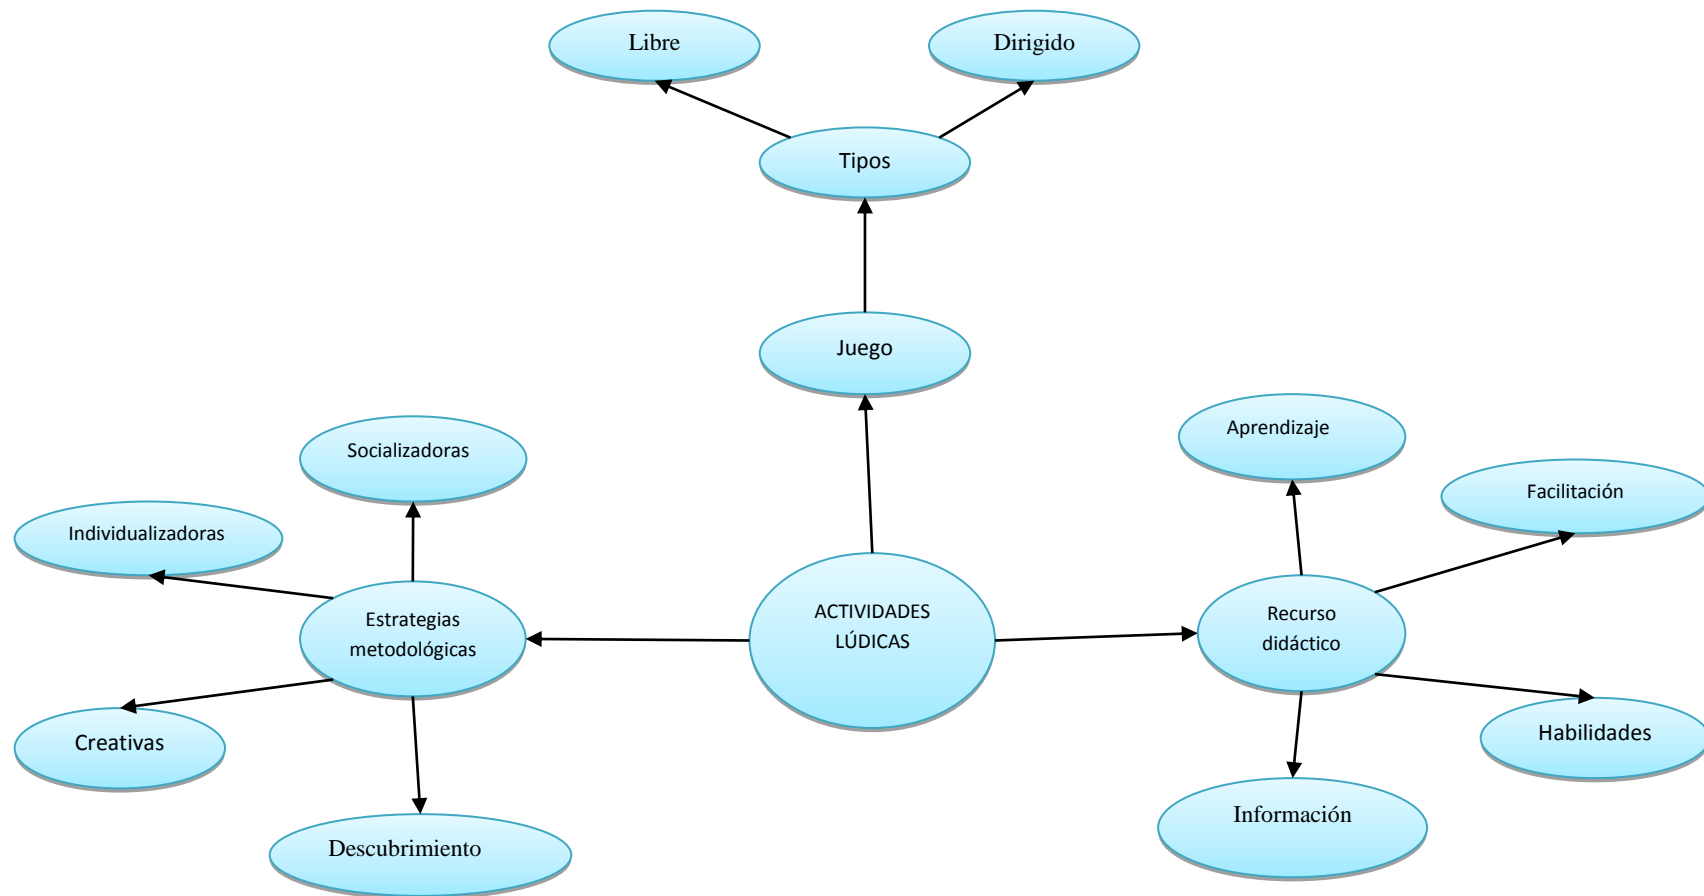 Libre
Dirigido
Tipos
Juego
Aprendizaje
Socializadoras
Facilitación
Individualizadoras
ACTIVIDADES
LÚDICAS
Recurso
didáctico
Estrategias
metodológicas
Habilidades
Creativas
Información
Descubrimiento